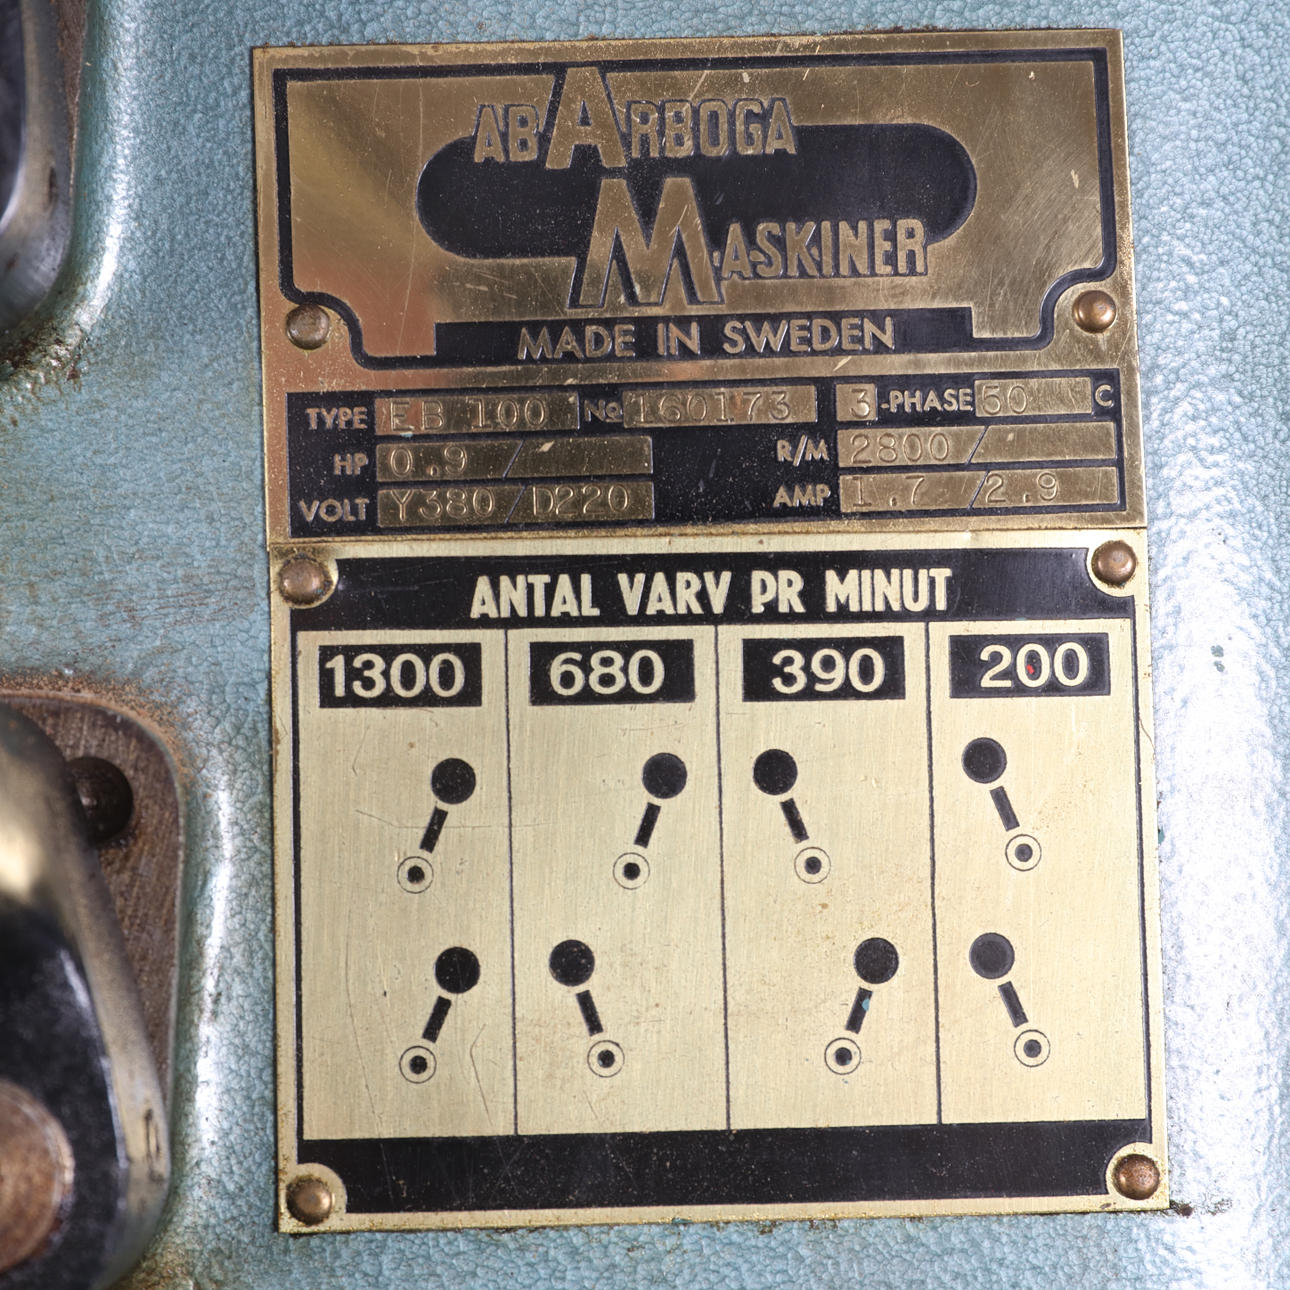 AB ARBOGA
MASKINER
MADE IN SWEDEN
TYPE EB 100 No 160173 3-PHASE 50 C
HP 0.9 / R/M 2800 /
VOLT Y380 / D220 AMP 1.7 / 2.9
ANTAL VARV PR MINUT
1300 680 390 200